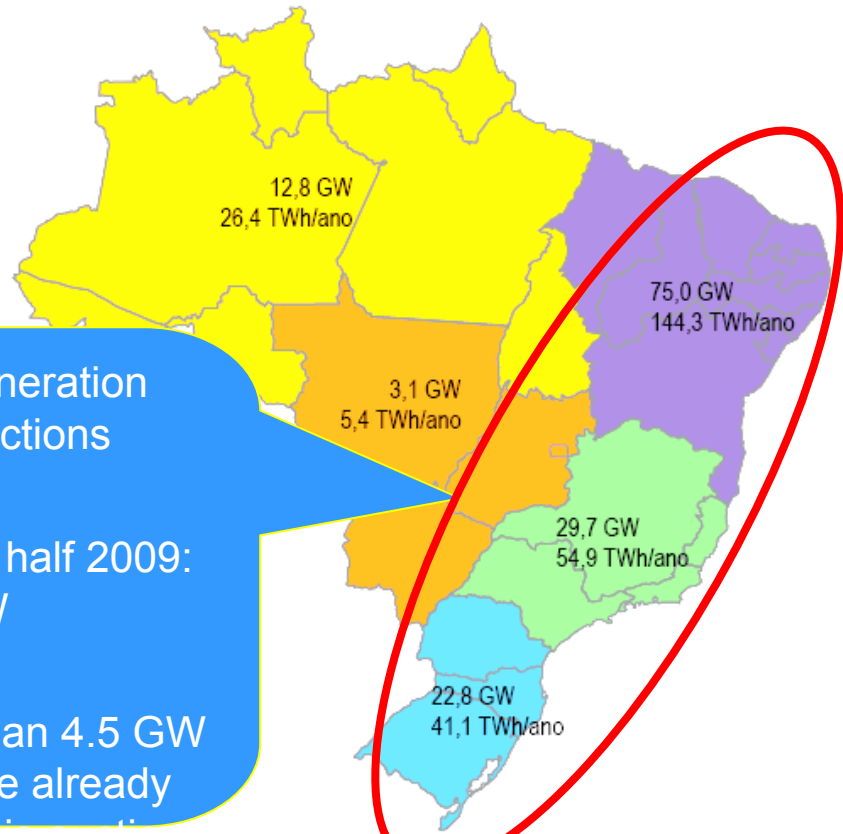 12,8 GW
26,4 TWh/ano
75,0 GW
144,3 TWh/ano
3,1 GW
5,4 TWh/ano
29,7 GW
54,9 TWh/ano
22,8 GW
41,1 TWh/ano
half 2009:
an 4.5 GW
already